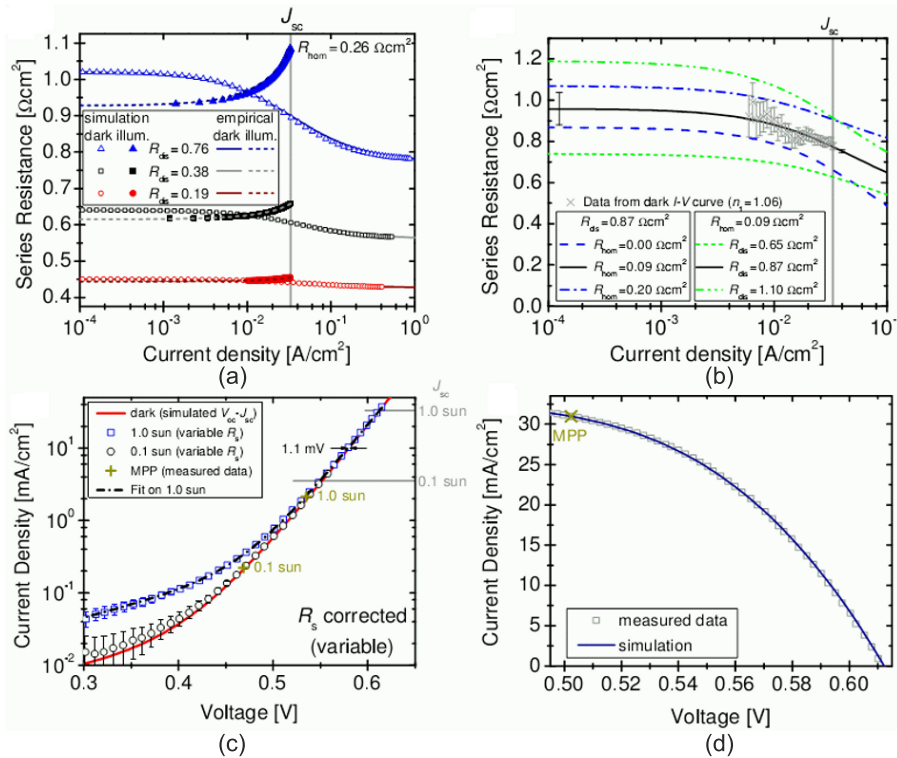 J_sc
R_hom=0.26 Ωcm²
1.1
1.0
0.9
0.8
0.7
0.6
0.5
0.4
Series Resistance [Ωcm²]
simulation empirical
dark illum. dark illum.
R_dis=0.76
R_dis=0.38
R_dis=0.19
10⁻⁴ 10⁻³ 10⁻² 10⁻¹ 10⁰
Current density [A/cm²]
(a)
J_sc
1.2
1.0
0.8
0.6
0.4
0.2
0.0
Series Resistance [Ωcm²]
Data from dark I-V curve (n_s=1.06)
R_dis=0.87 Ωcm²
R_hom=0.00 Ωcm²
R_hom=0.09 Ωcm²
R_hom=0.20 Ωcm²
R_hom=0.09 Ωcm²
R_dis=0.65 Ωcm²
R_dis=0.87 Ωcm²
R_dis=1.10 Ωcm²
10⁻⁴ 10⁻³ 10⁻² 10⁻
Current density [A/cm²]
(b)
J_sc
dark (simulated V_oc-J_sc)
1.0 sun (variable R_s)
0.1 sun (variable R_s)
MPP (measured data)
Fit on 1.0 sun
1.0 sun
1.1 mV
0.1 sun
1.0 sun
0.1 sun
R_s corrected
(variable)
10¹
10⁰
10⁻¹
10⁻²
Current Density [mA/cm²]
0.3 0.4 0.5 0.6
Voltage [V]
(c)
MPP
35
30
25
20
15
10
5
0
Current Density [mA/cm²]
measured data
simulation
0.50 0.52 0.54 0.56 0.58 0.60
Voltage [V]
(d)